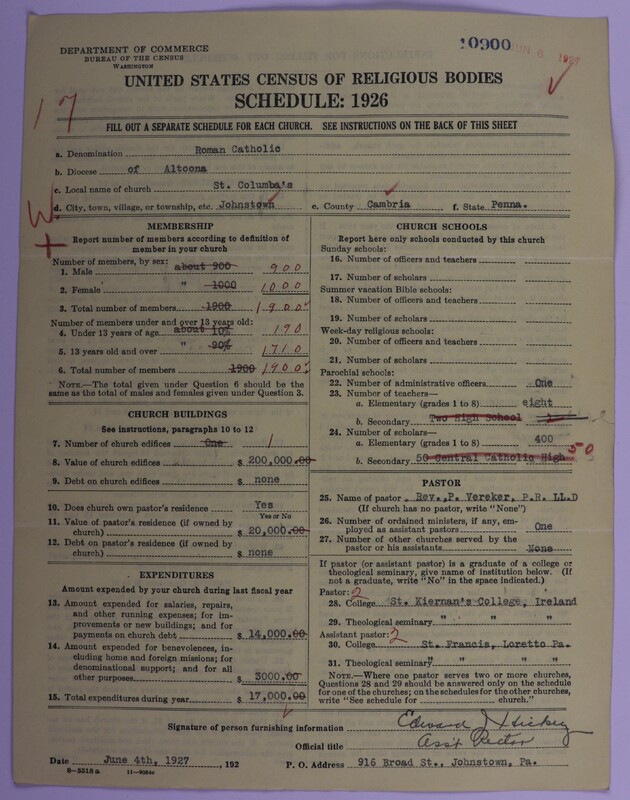 DEPARTMENT OF COMMERCE
BUREAU OF THE CENSUS
WASHINGTON
10900 JUN 6 1927
UNITED STATES CENSUS OF RELIGIOUS BODIES
SCHEDULE: 1926
17
FILL OUT A SEPARATE SCHEDULE FOR EACH CHURCH. SEE INSTRUCTIONS ON THE BACK OF THIS SHEET
a. Denomination Roman Catholic
b. Diocese of Altoona
c. Local name of church St. Columba's
d. City, town, village, or township, etc. Johnstown e. County Cambria f. State Penna.
W
MEMBERSHIP
Report number of members according to definition of
member in your church
Number of members, by sex:
1. Male about 900 900
2. Female " 1000 1000
3. Total number of members 1900 1900
Number of members under and over 13 years old:
4. Under 13 years of age about 10% 190
5. 13 years old and over " 90% 1710
6. Total number of members 1900 1900
NOTE.—The total given under Question 6 should be the
same as the total of males and females given under Question 3.
CHURCH BUILDINGS
See instructions, paragraphs 10 to 12
7. Number of church edifices One 1
8. Value of church edifices $ 200,000.00
9. Debt on church edifices $ none
10. Does church own pastor's residence Yes
Yes or No
11. Value of pastor's residence (if owned by
church) $ 20,000.00
12. Debt on pastor's residence (if owned by
church) $ none
EXPENDITURES
Amount expended by your church during last fiscal year
13. Amount expended for salaries, repairs,
and other running expenses; for im-
provements or new buildings; and for
payments on church debt $ 14,000.00
14. Amount expended for benevolences, in-
cluding home and foreign missions; for
denominational support; and for all
other purposes $ 3000.00
15. Total expenditures during year $ 17,000.00
CHURCH SCHOOLS
Report here only schools conducted by this church
Sunday schools:
16. Number of officers and teachers
17. Number of scholars
Summer vacation Bible schools:
18. Number of officers and teachers
19. Number of scholars
Week-day religious schools:
20. Number of officers and teachers
21. Number of scholars
Parochial schools:
22. Number of administrative officers One
23. Number of teachers—
a. Elementary (grades 1 to 8) eight
b. Secondary Two High School 2
24. Number of scholars—
a. Elementary (grades 1 to 8) 400
b. Secondary 50 Central Catholic High 50
PASTOR
25. Name of pastor Rev.,P. Vereker, P.R. LL.D
(If church has no pastor, write "None")
26. Number of ordained ministers, if any, em-
ployed as assistant pastors One
27. Number of other churches served by the
pastor or his assistants None
If pastor (or assistant pastor) is a graduate of a college or
theological seminary, give name of institution below. (If
not a graduate, write "No" in the space indicated.)
Pastor: 2
28. College St. Kiernan's College, Ireland
29. Theological seminary " " "
Assistant pastor: 2
30. College St. Francis, Loretto Pa.
31. Theological seminary " " " "
NOTE.—Where one pastor serves two or more churches,
Questions 28 and 29 should be answered only on the schedule
for one of the churches; on the schedules for the other churches,
write "See schedule for church."
Signature of person furnishing information Edward J Hickey
Official title Ass't Rector
Date June 4th, 1927 , 192 P. O. Address 916 Broad St., Johnstown, Pa.
8—5518a